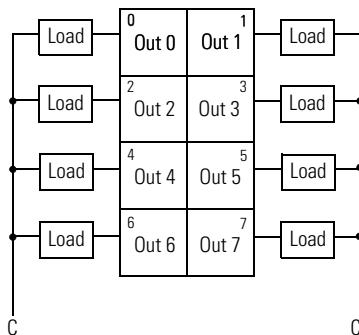 0 1
Load Out 0 Out 1 Load
2 3
Load Out 2 Out 3 Load
4 5
Load Out 4 Out 5 Load
6 7
Load Out 6 Out 7 Load
C C